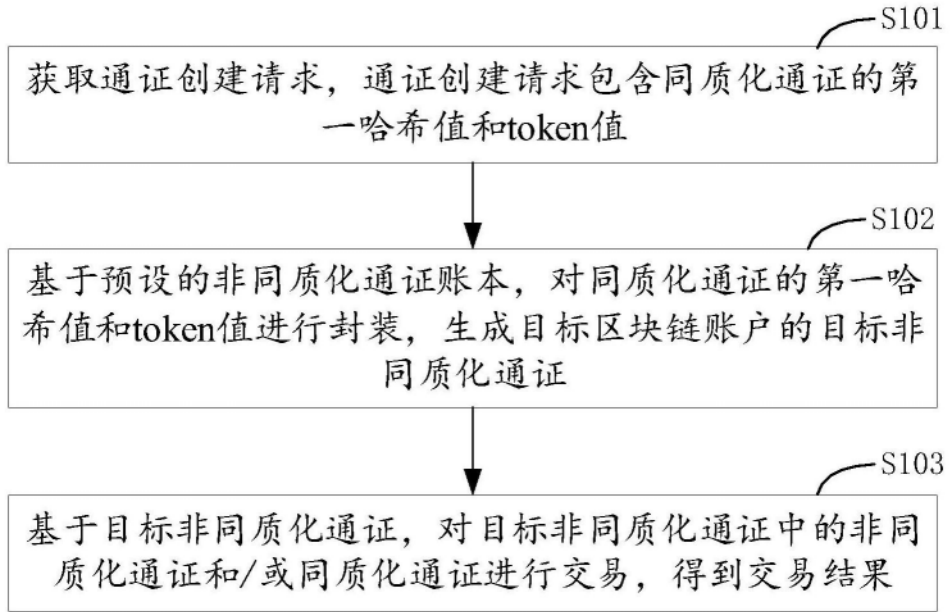 S101
获取通证创建请求，通证创建请求包含同质化通证的第
一哈希值和token值
S102
基于预设的非同质化通证账本，对同质化通证的第一哈
希值和token值进行封装，生成目标区块链账户的目标非
同质化通证
S103
基于目标非同质化通证，对目标非同质化通证中的非同
质化通证和/或同质化通证进行交易，得到交易结果